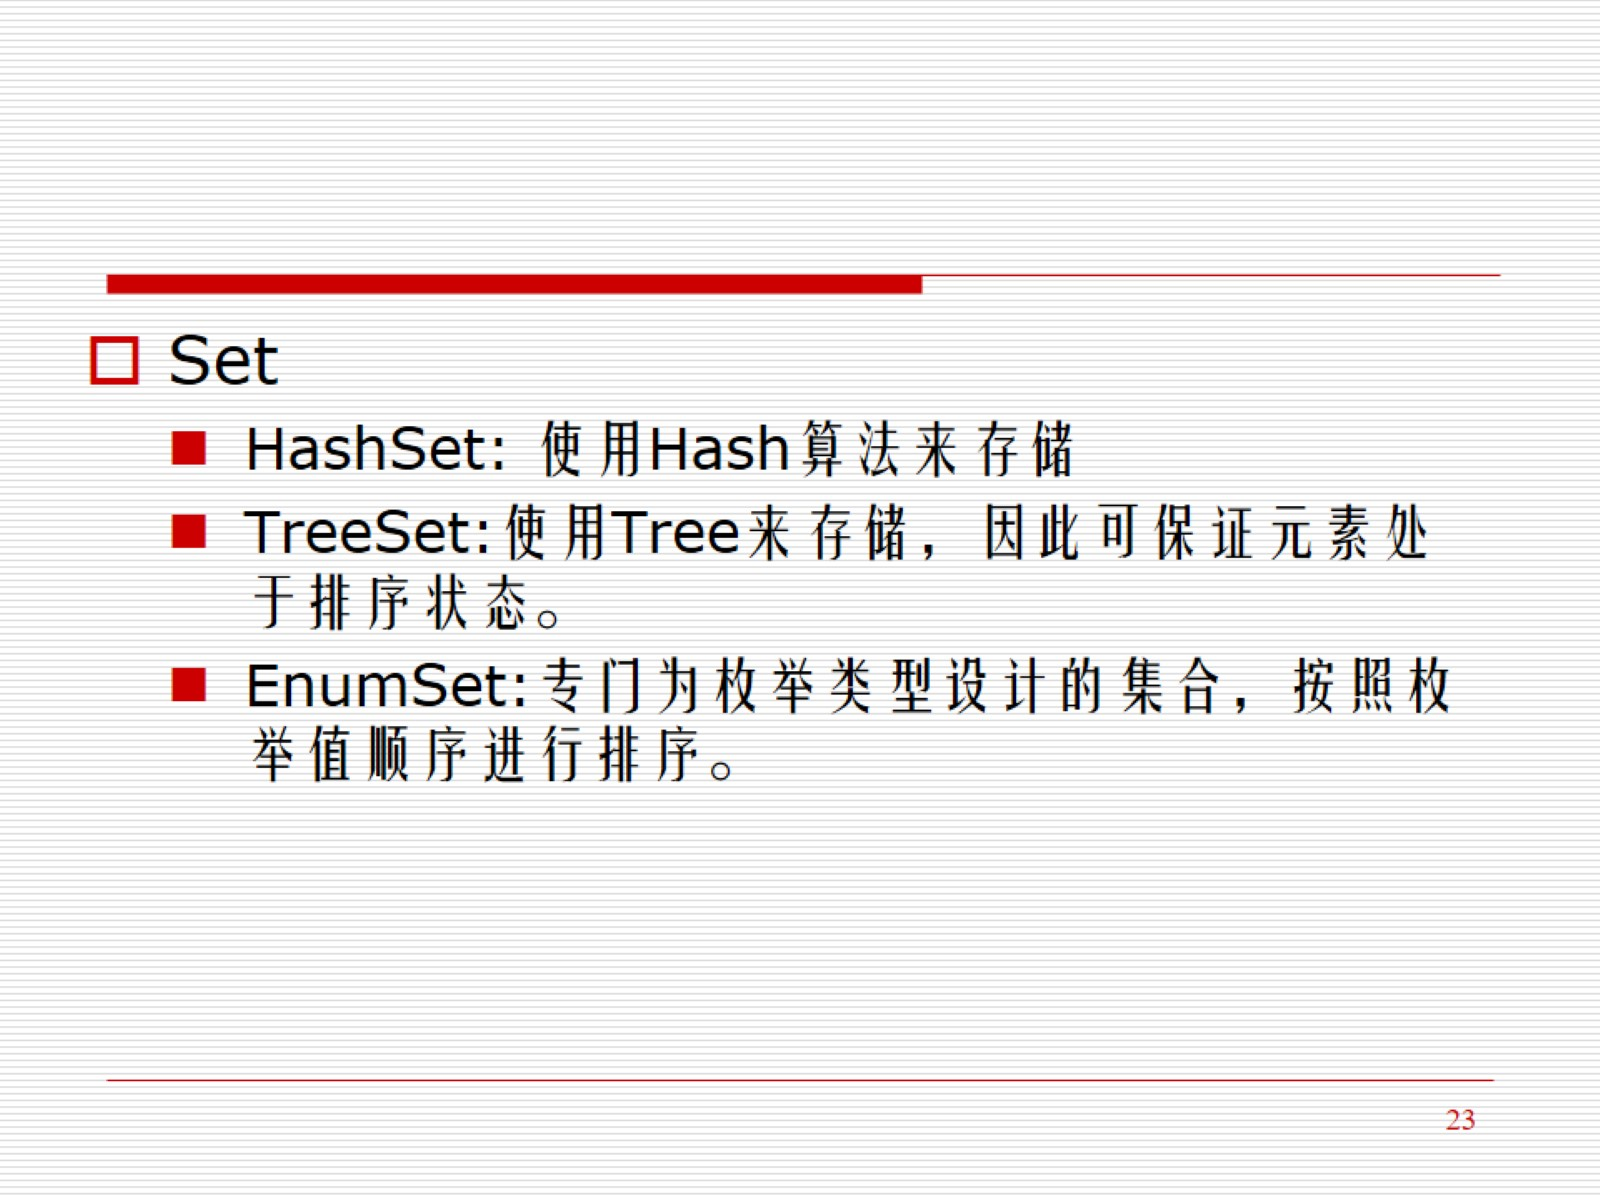 Set
HashSet: 使用Hash算法来存储
TreeSet:使用Tree来存储，因此可保证元素处
于排序状态。
EnumSet:专门为枚举类型设计的集合，按照枚
举值顺序进行排序。
23